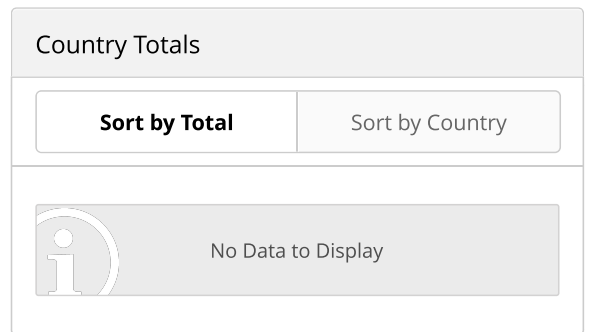 Country Totals
Sort by Total
Sort by Country
No Data to Display